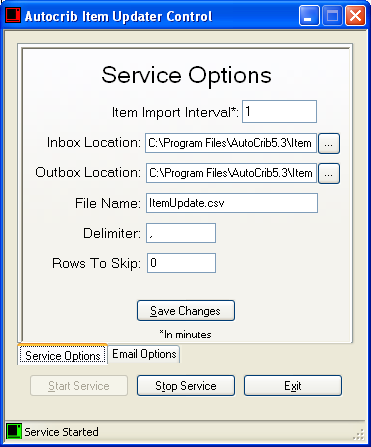 Autocrib Item Updater Control
Service Options
Item Import Interval*: 1
Inbox Location: C:\Program Files\AutoCrib5.3\Item ...
Outbox Location: C:\Program Files\AutoCrib5.3\Item ...
File Name: ItemUpdate.csv
Delimiter: ,
Rows To Skip: 0
Save Changes
*In minutes
Service Options Email Options
Start Service Stop Service Exit
Service Started